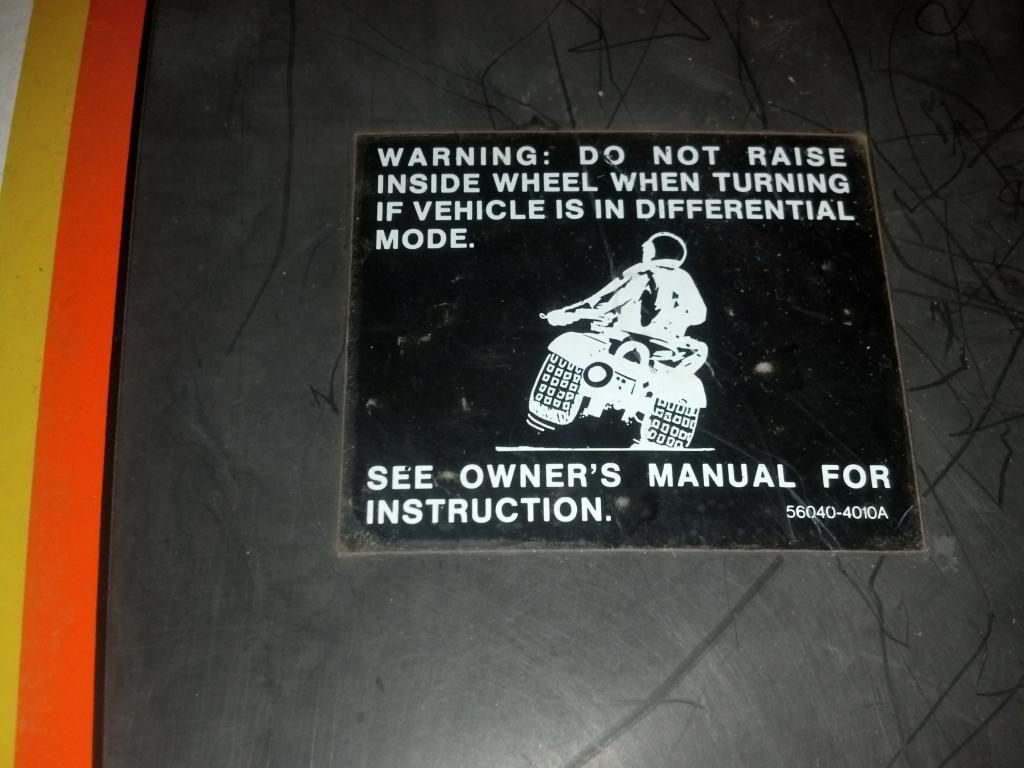 WARNING: DO NOT RAISE
INSIDE WHEEL WHEN TURNING
IF VEHICLE IS IN DIFFERENTIAL
MODE.
SEE OWNER'S MANUAL FOR
INSTRUCTION.
56040-4010A